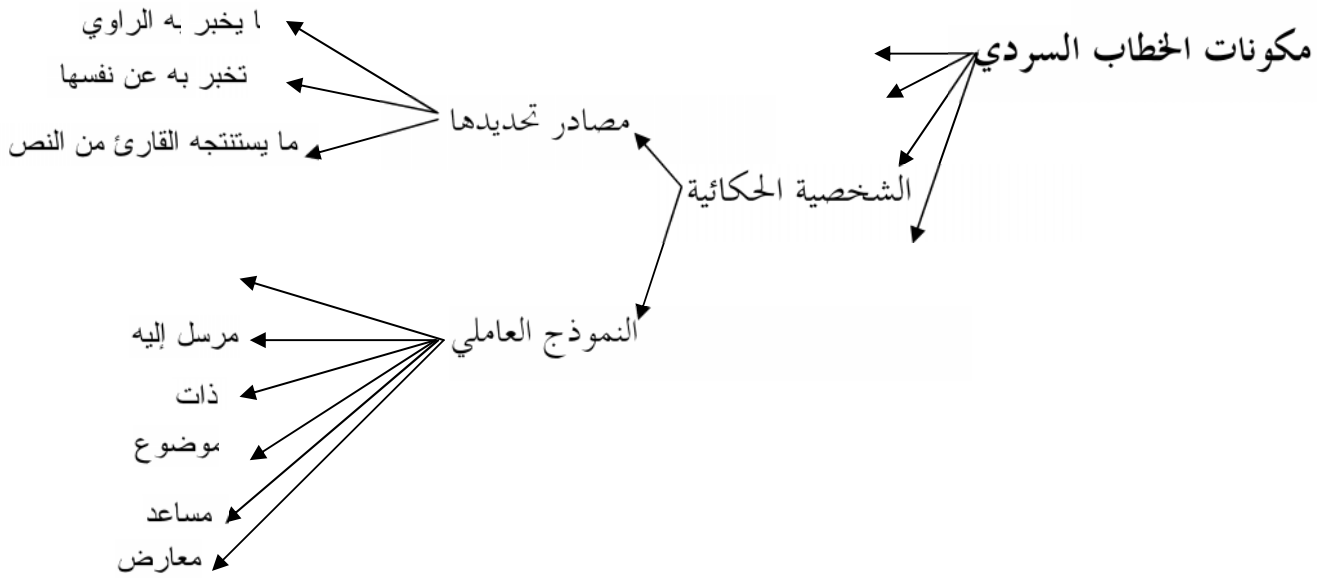 مكونات الخطاب السردي
الشخصية الحكائية
مصادر تحديدها
ا يخبر به الراوي
تخبر به عن نفسها
ما يستنتجه القارئ من النص
النموذج العاملي
مرسل إليه
ذات
موضوع
مساعد
معارض